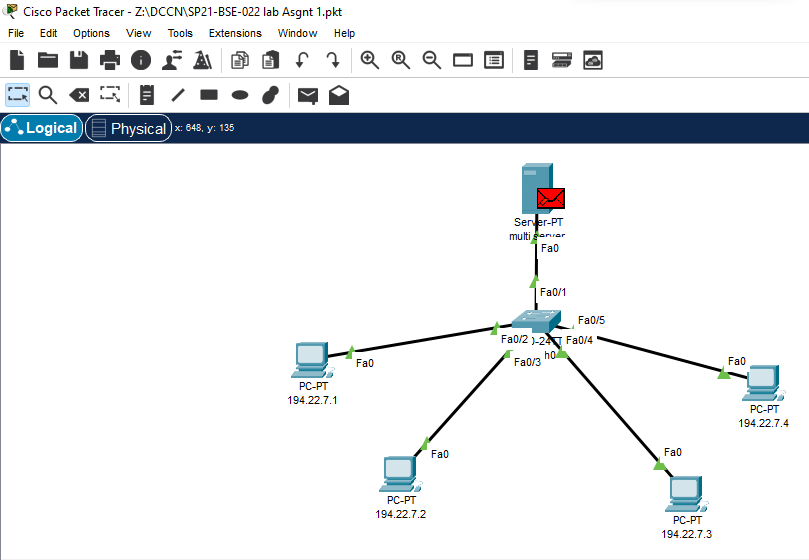 Cisco Packet Tracer - Z:\DCCN\SP21-BSE-022 lab Asgnt 1.pkt
File Edit Options View Tools Extensions Window Help
Logical Physical x: 648, y: 135
Server-PT
multi server
Fa0
Fa0/1
Fa0/5
Fa0/2
Fa0/4
Fa0/3
Fa0
PC-PT
194.22.7.1
Fa0
PC-PT
194.22.7.4
Fa0
PC-PT
194.22.7.2
Fa0
PC-PT
194.22.7.3